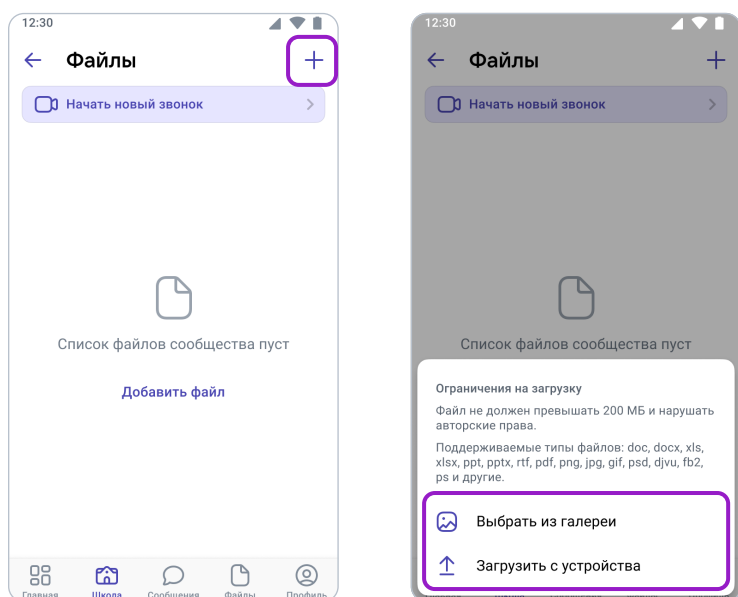 12:30
Файлы
Начать новый звонок
Список файлов сообщества пуст
Добавить файл
Главная
Школа
Сообщения
Файлы
Профиль
12:30
Файлы
Начать новый звонок
Список файлов сообщества пуст
Ограничения на загрузку
Файл не должен превышать 200 МБ и нарушать
авторские права.
Поддерживаемые типы файлов: doc, docx, xls,
xlsx, ppt, pptx, rtf, pdf, png, jpg, gif, psd, djvu, fb2,
ps и другие.
Выбрать из галереи
Загрузить с устройства